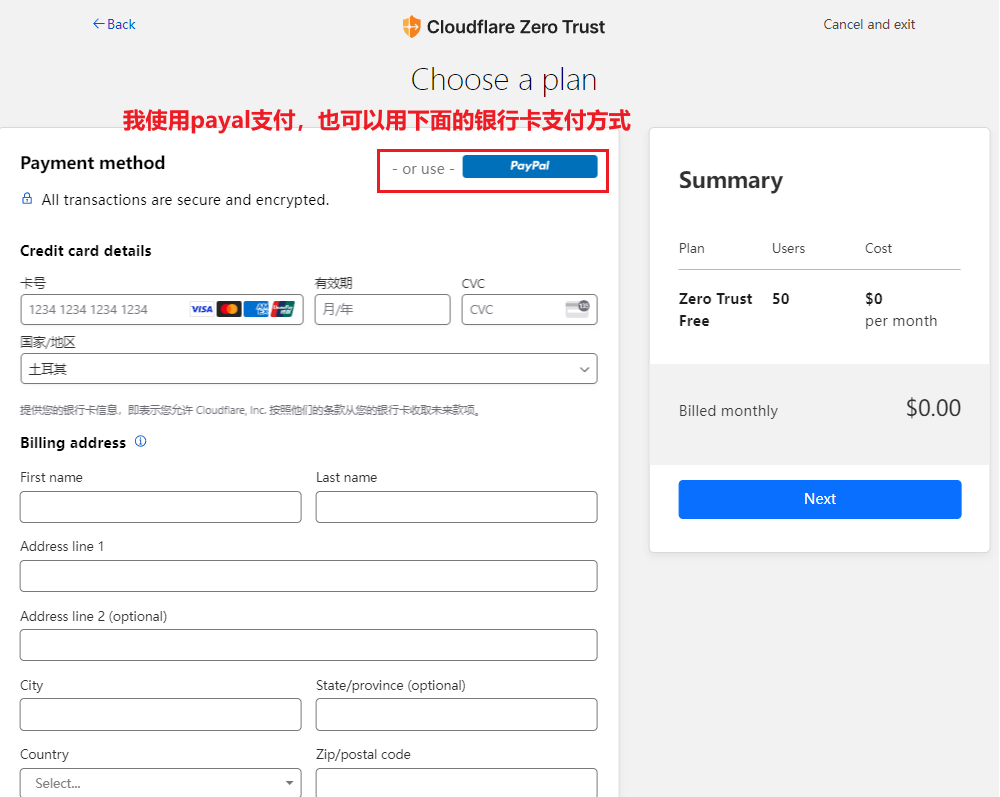 ←Back
Cloudflare Zero Trust
Cancel and exit
Choose a plan
我使用payal支付，也可以用下面的银行卡支付方式
Payment method
- or use - PayPal
All transactions are secure and encrypted.
Credit card details
卡号 有效期 CVC
1234 1234 1234 1234 VISA 月/年 CVC
国家/地区
土耳其
提供您的银行卡信息，即表示您允许 Cloudflare, Inc. 按照他们的条款从您的银行卡收取未来款项。
Billing address
First name Last name
Address line 1
Address line 2 (optional)
City State/province (optional)
Country Zip/postal code
Select...
Summary
Plan Users Cost
Zero Trust 50 $0
Free per month
Billed monthly $0.00
Next